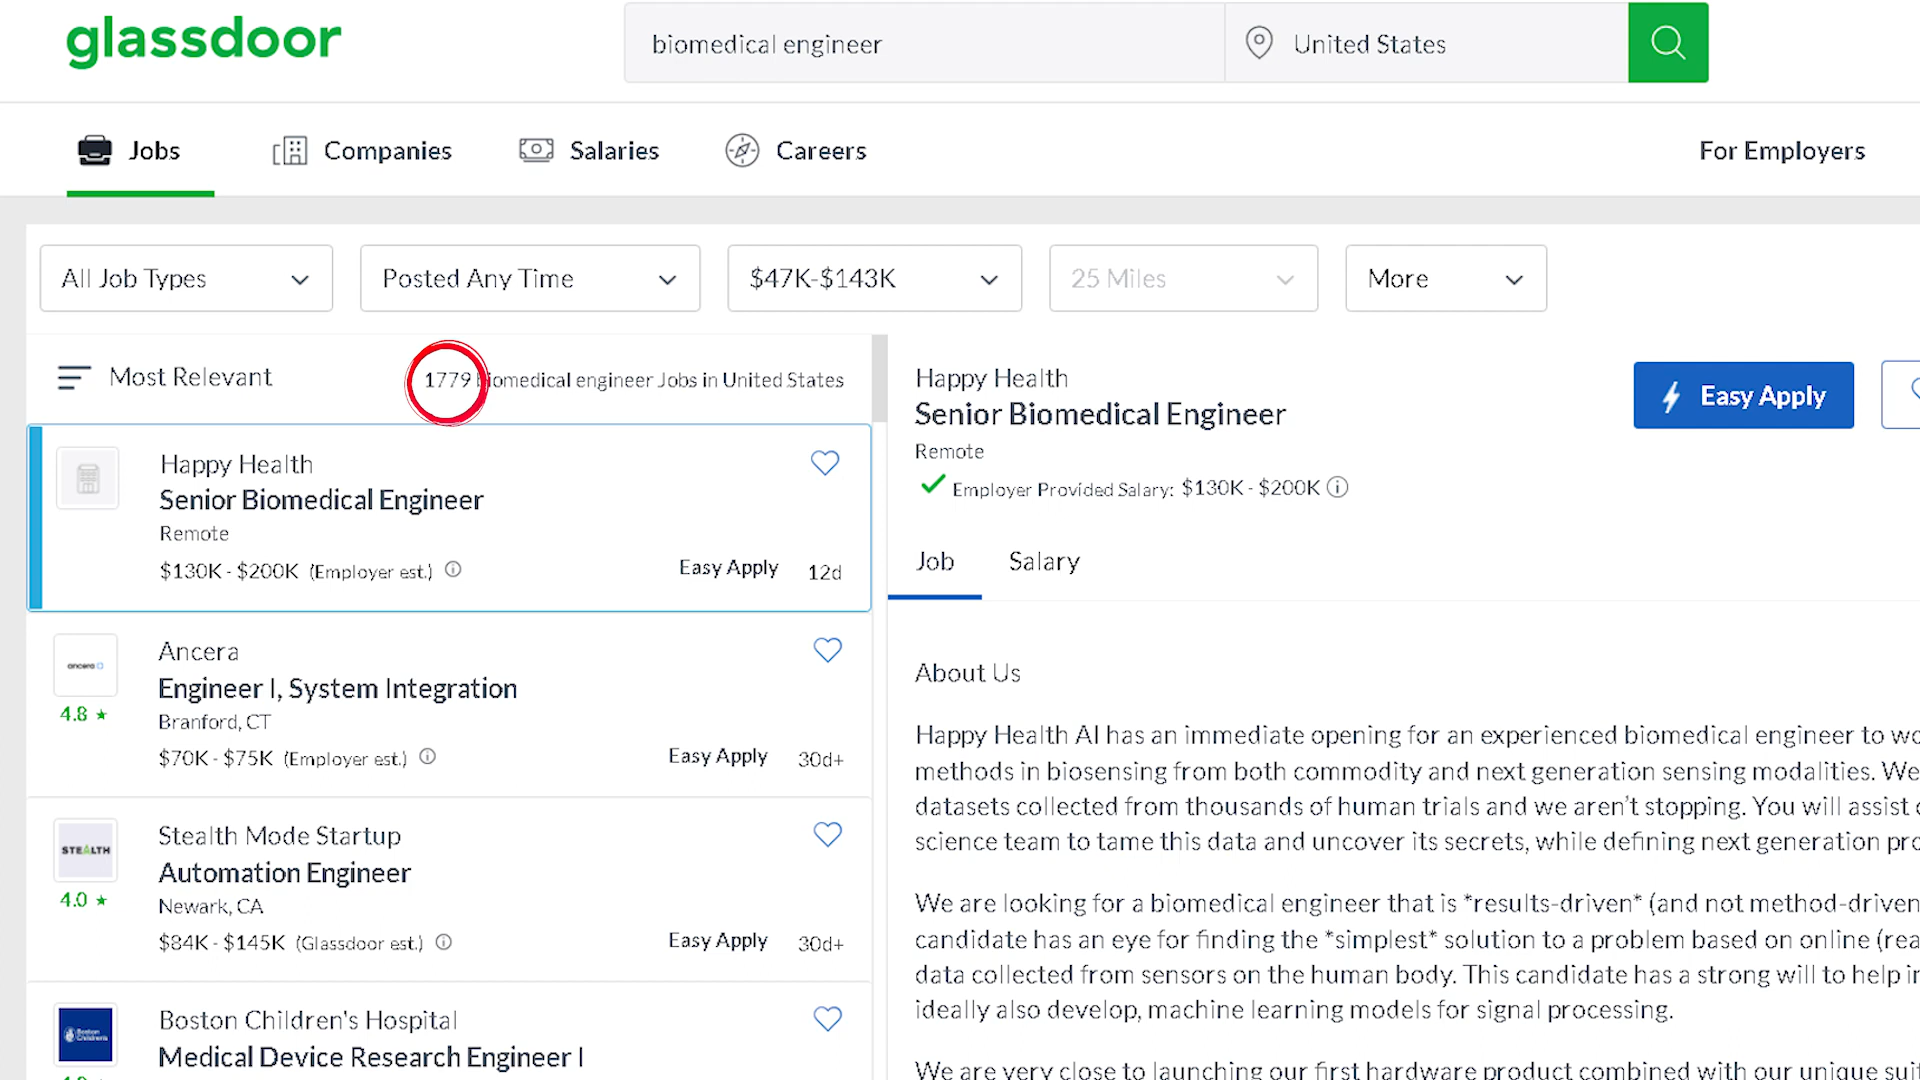 glassdoor
biomedical engineer
United States
Jobs
Companies
Salaries
Careers
For Employers
All Job Types
Posted Any Time
$47K-$143K
25 Miles
More
Most Relevant
1779 biomedical engineer Jobs in United States
Happy Health
Senior Biomedical Engineer
Remote
$130K - $200K (Employer est.)
Easy Apply
12d
ancera
4.8 ★
Ancera
Engineer I, System Integration
Branford, CT
$70K - $75K (Employer est.)
Easy Apply
30d+
STEALTH
4.0 ★
Stealth Mode Startup
Automation Engineer
Newark, CA
$84K - $145K (Glassdoor est.)
Easy Apply
30d+
Boston Children's
Boston Children's Hospital
Medical Device Research Engineer I
Happy Health
Senior Biomedical Engineer
Remote
Employer Provided Salary: $130K - $200K
Easy Apply
Job
Salary
About Us
Happy Health AI has an immediate opening for an experienced biomedical engineer to
methods in biosensing from both commodity and next generation sensing modalities. We
datasets collected from thousands of human trials and we aren't stopping. You will assist
science team to tame this data and uncover its secrets, while defining next generation
We are looking for a biomedical engineer that is *results-driven* (and not method-driven
candidate has an eye for finding the *simplest* solution to a problem based on online
data collected from sensors on the human body. This candidate has a strong will to help
ideally also develop, machine learning models for signal processing.
We are very close to launching our first hardware product combined with our unique